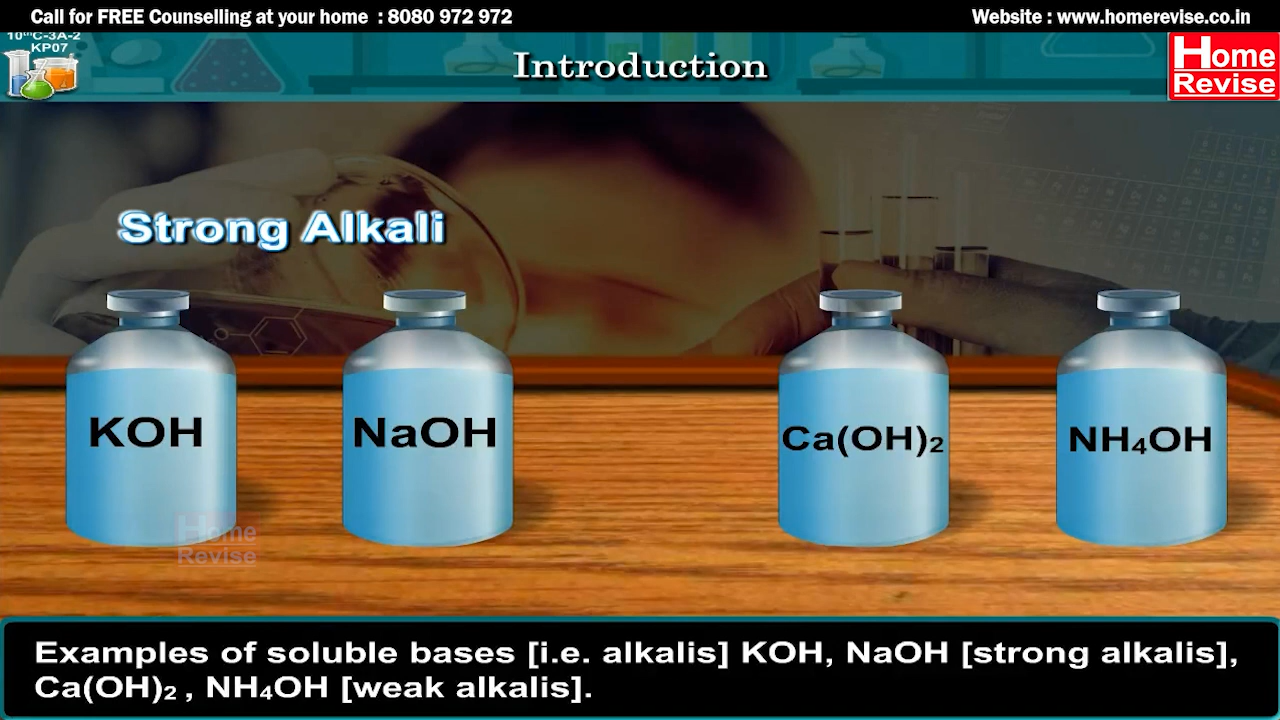 Call for FREE Counselling at your home : 8080 972 972
Website : www.homerevise.co.in
10ᵗʰC-3A-2
KP07
Introduction
Home
Revise
Strong Alkali
KOH
NaOH
Ca(OH)₂
NH₄OH
Home
Revise
Examples of soluble bases [i.e. alkalis] KOH, NaOH [strong alkalis],
Ca(OH)₂ , NH₄OH [weak alkalis].